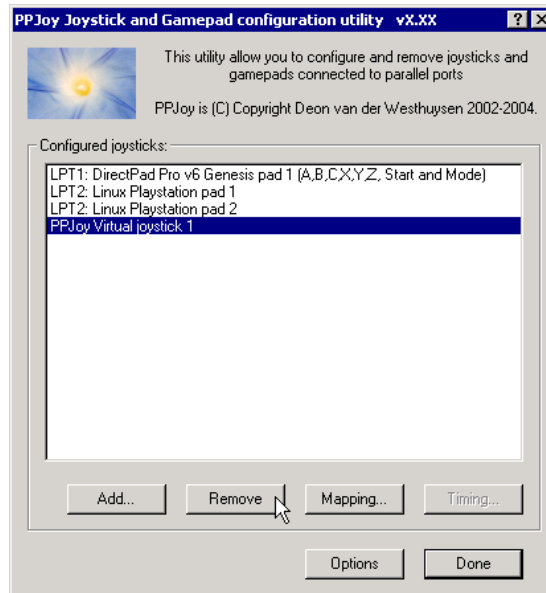 PPJoy Joystick and Gamepad configuration utility vX.XX
This utility allow you to configure and remove joysticks and
gamepads connected to parallel ports
PPJoy is (C) Copyright Deon van der Westhuysen 2002-2004.
Configured joysticks:
LPT1: DirectPad Pro v6 Genesis pad 1 (A,B,C,X,Y,Z, Start and Mode)
LPT2: Linux Playstation pad 1
LPT2: Linux Playstation pad 2
PPJoy Virtual joystick 1
Add... Remove Mapping... Timing...
Options Done